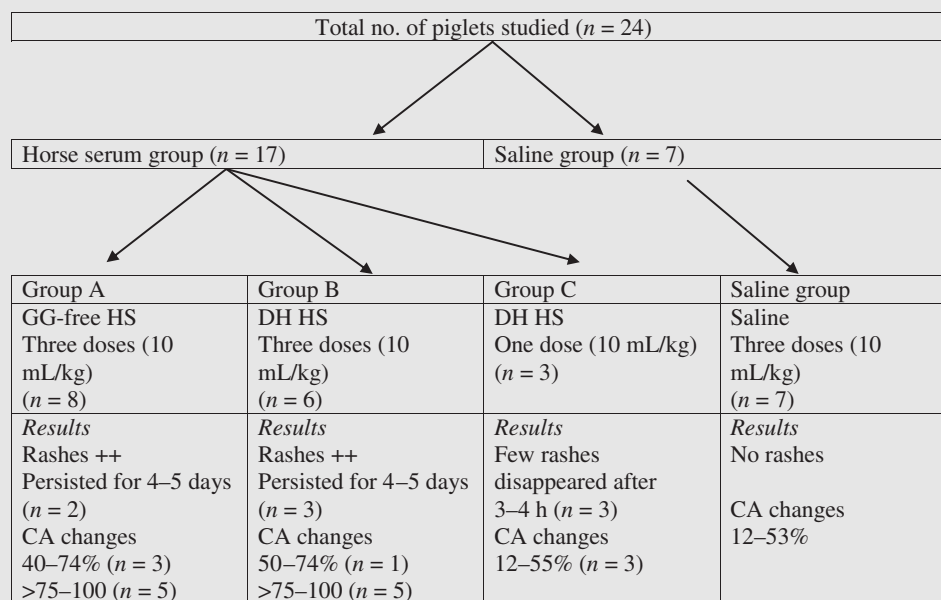 Total no. of piglets studied (n = 24)
Horse serum group (n = 17)
Saline group (n = 7)
Group A
GG-free HS
Three doses (10
mL/kg)
(n = 8)
Results
Rashes ++
Persisted for 4–5 days
(n = 2)
CA changes
40–74% (n = 3)
>75–100 (n = 5)
Group B
DH HS
Three doses (10
mL/kg)
(n = 6)
Results
Rashes ++
Persisted for 4–5 days
(n = 3)
CA changes
50–74% (n = 1)
>75–100 (n = 5)
Group C
DH HS
One dose (10 mL/kg)
(n = 3)
Results
Few rashes
disappeared after
3–4 h (n = 3)
CA changes
12–55% (n = 3)
Saline group
Saline
Three doses (10
mL/kg)
(n = 7)
Results
No rashes
CA changes
12–53%